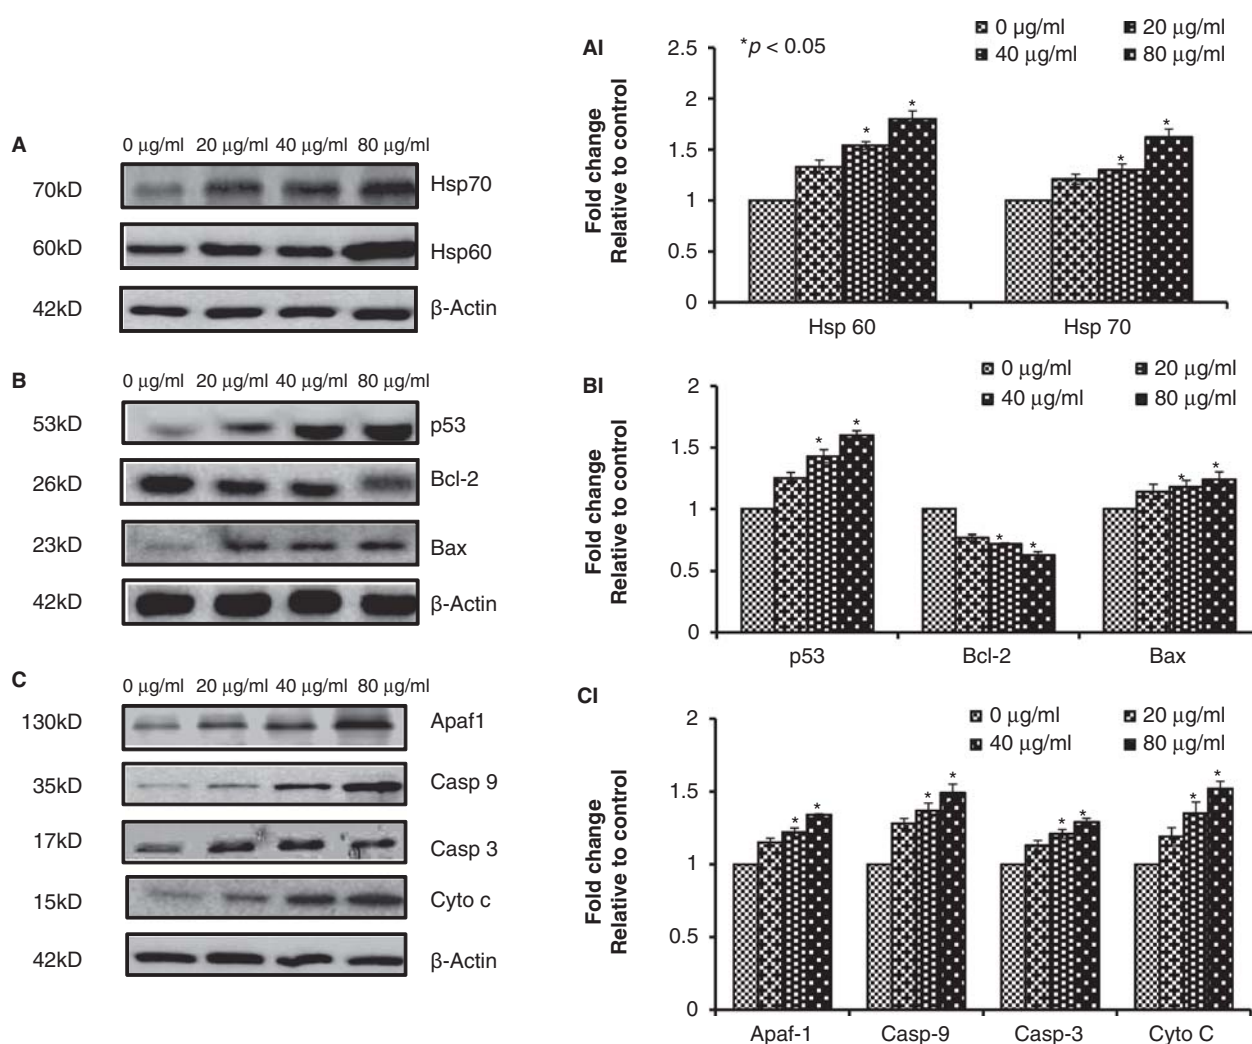 A
0 μg/ml 20 μg/ml 40 μg/ml 80 μg/ml
70kD Hsp70
60kD Hsp60
42kD β-Actin
AI
*p < 0.05
0 μg/ml 20 μg/ml
40 μg/ml 80 μg/ml
Fold change
Relative to control
2.5
2
1.5
1
0.5
0
* * * *
Hsp 60 Hsp 70
B
0 μg/ml 20 μg/ml 40 μg/ml 80 μg/ml
53kD p53
26kD Bcl-2
23kD Bax
42kD β-Actin
BI
0 μg/ml 20 μg/ml
40 μg/ml 80 μg/ml
Fold change
Relative to control
2
1.5
1
0.5
0
* * * * * *
p53 Bcl-2 Bax
C
0 μg/ml 20 μg/ml 40 μg/ml 80 μg/ml
130kD Apaf1
35kD Casp 9
17kD Casp 3
15kD Cyto c
42kD β-Actin
CI
0 μg/ml 20 μg/ml
40 μg/ml 80 μg/ml
Fold change
Relative to control
2
1.5
1
0.5
0
* * * * * * * *
Apaf-1 Casp-9 Casp-3 Cyto C